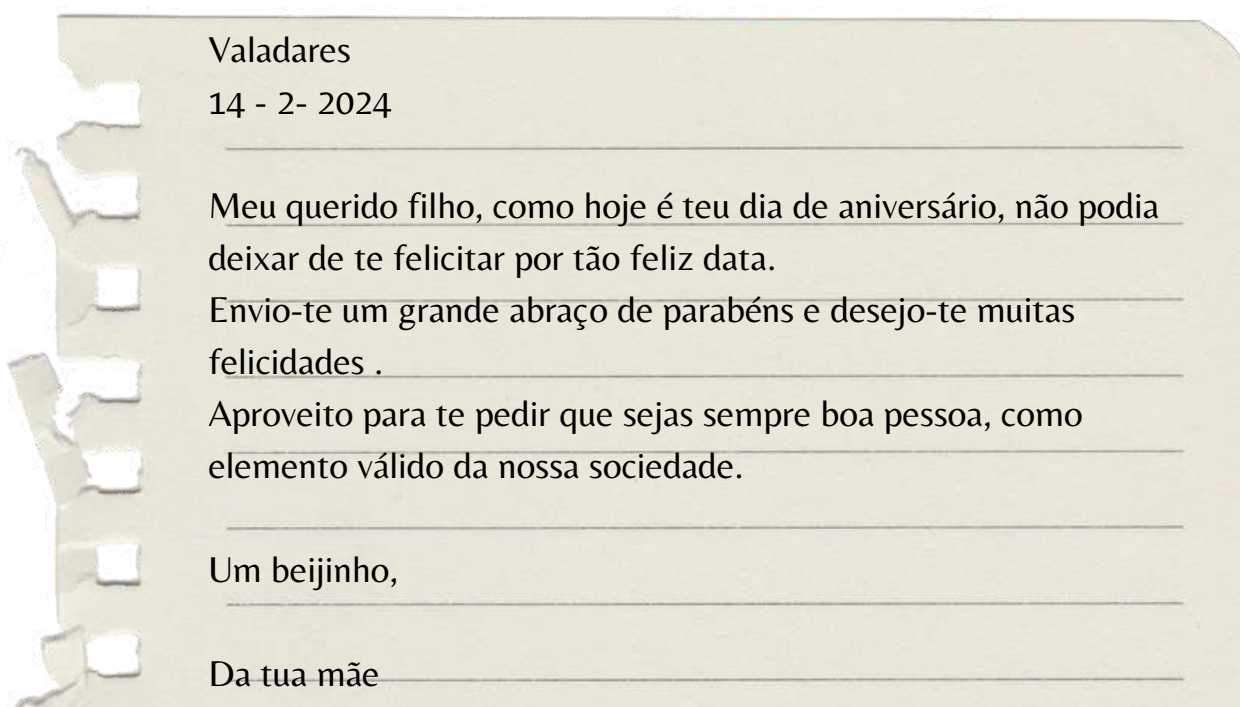 Valadares
14 - 2- 2024
Meu querido filho, como hoje é teu dia de aniversário, não podia
deixar de te felicitar por tão feliz data.
Envio-te um grande abraço de parabéns e desejo-te muitas
felicidades .
Aproveito para te pedir que sejas sempre boa pessoa, como
elemento válido da nossa sociedade.
Um beijinho,
Da tua mãe